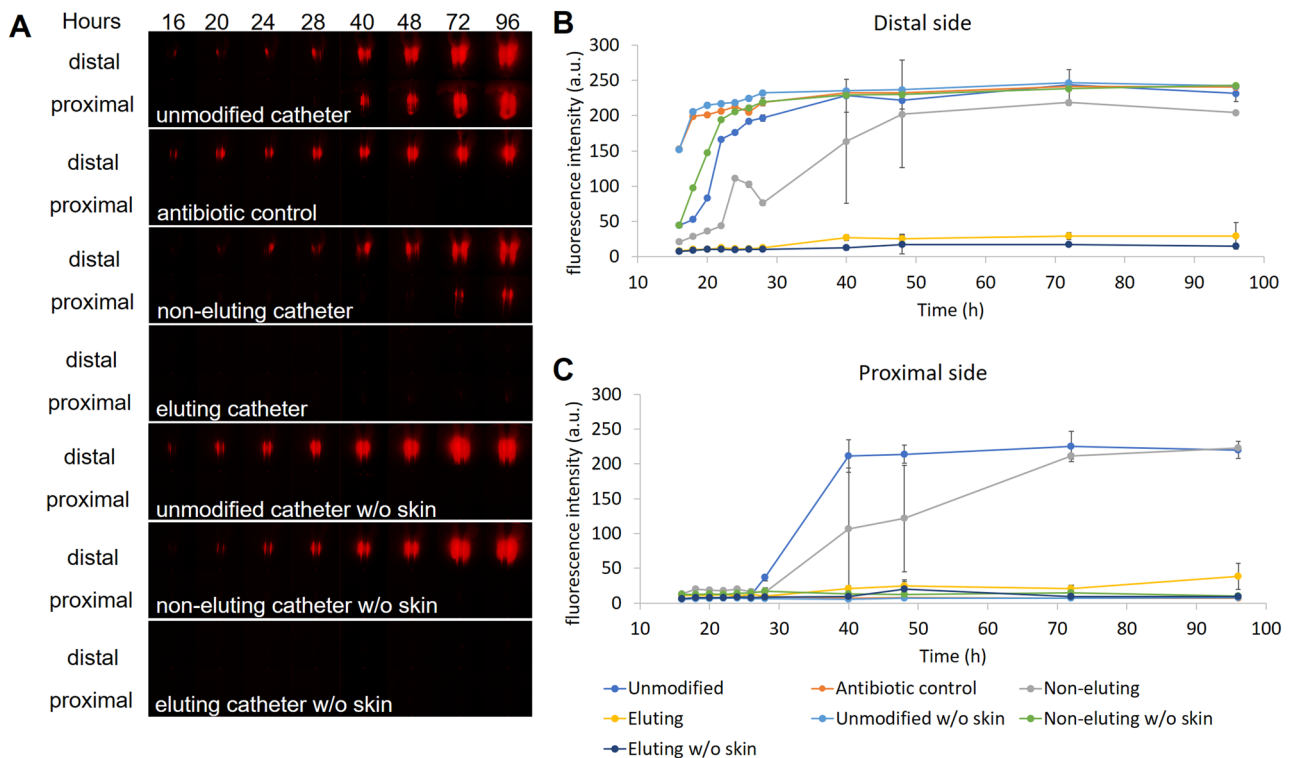 A
Hours 16 20 24 28 40 48 72 96
distal
proximal
unmodified catheter
distal
proximal
antibiotic control
distal
proximal
non-eluting catheter
distal
proximal
eluting catheter
distal
proximal
unmodified catheter w/o skin
distal
proximal
non-eluting catheter w/o skin
distal
proximal
eluting catheter w/o skin
B
Distal side
fluorescence intensity (a.u.)
300
250
200
150
100
50
0
10 20 30 40 50 60 70 80 90 100
Time (h)
C
Proximal side
fluorescence intensity (a.u.)
300
250
200
150
100
50
0
10 20 30 40 50 60 70 80 90 100
Time (h)
Unmodified Antibiotic control Non-eluting
Eluting Unmodified w/o skin Non-eluting w/o skin
Eluting w/o skin